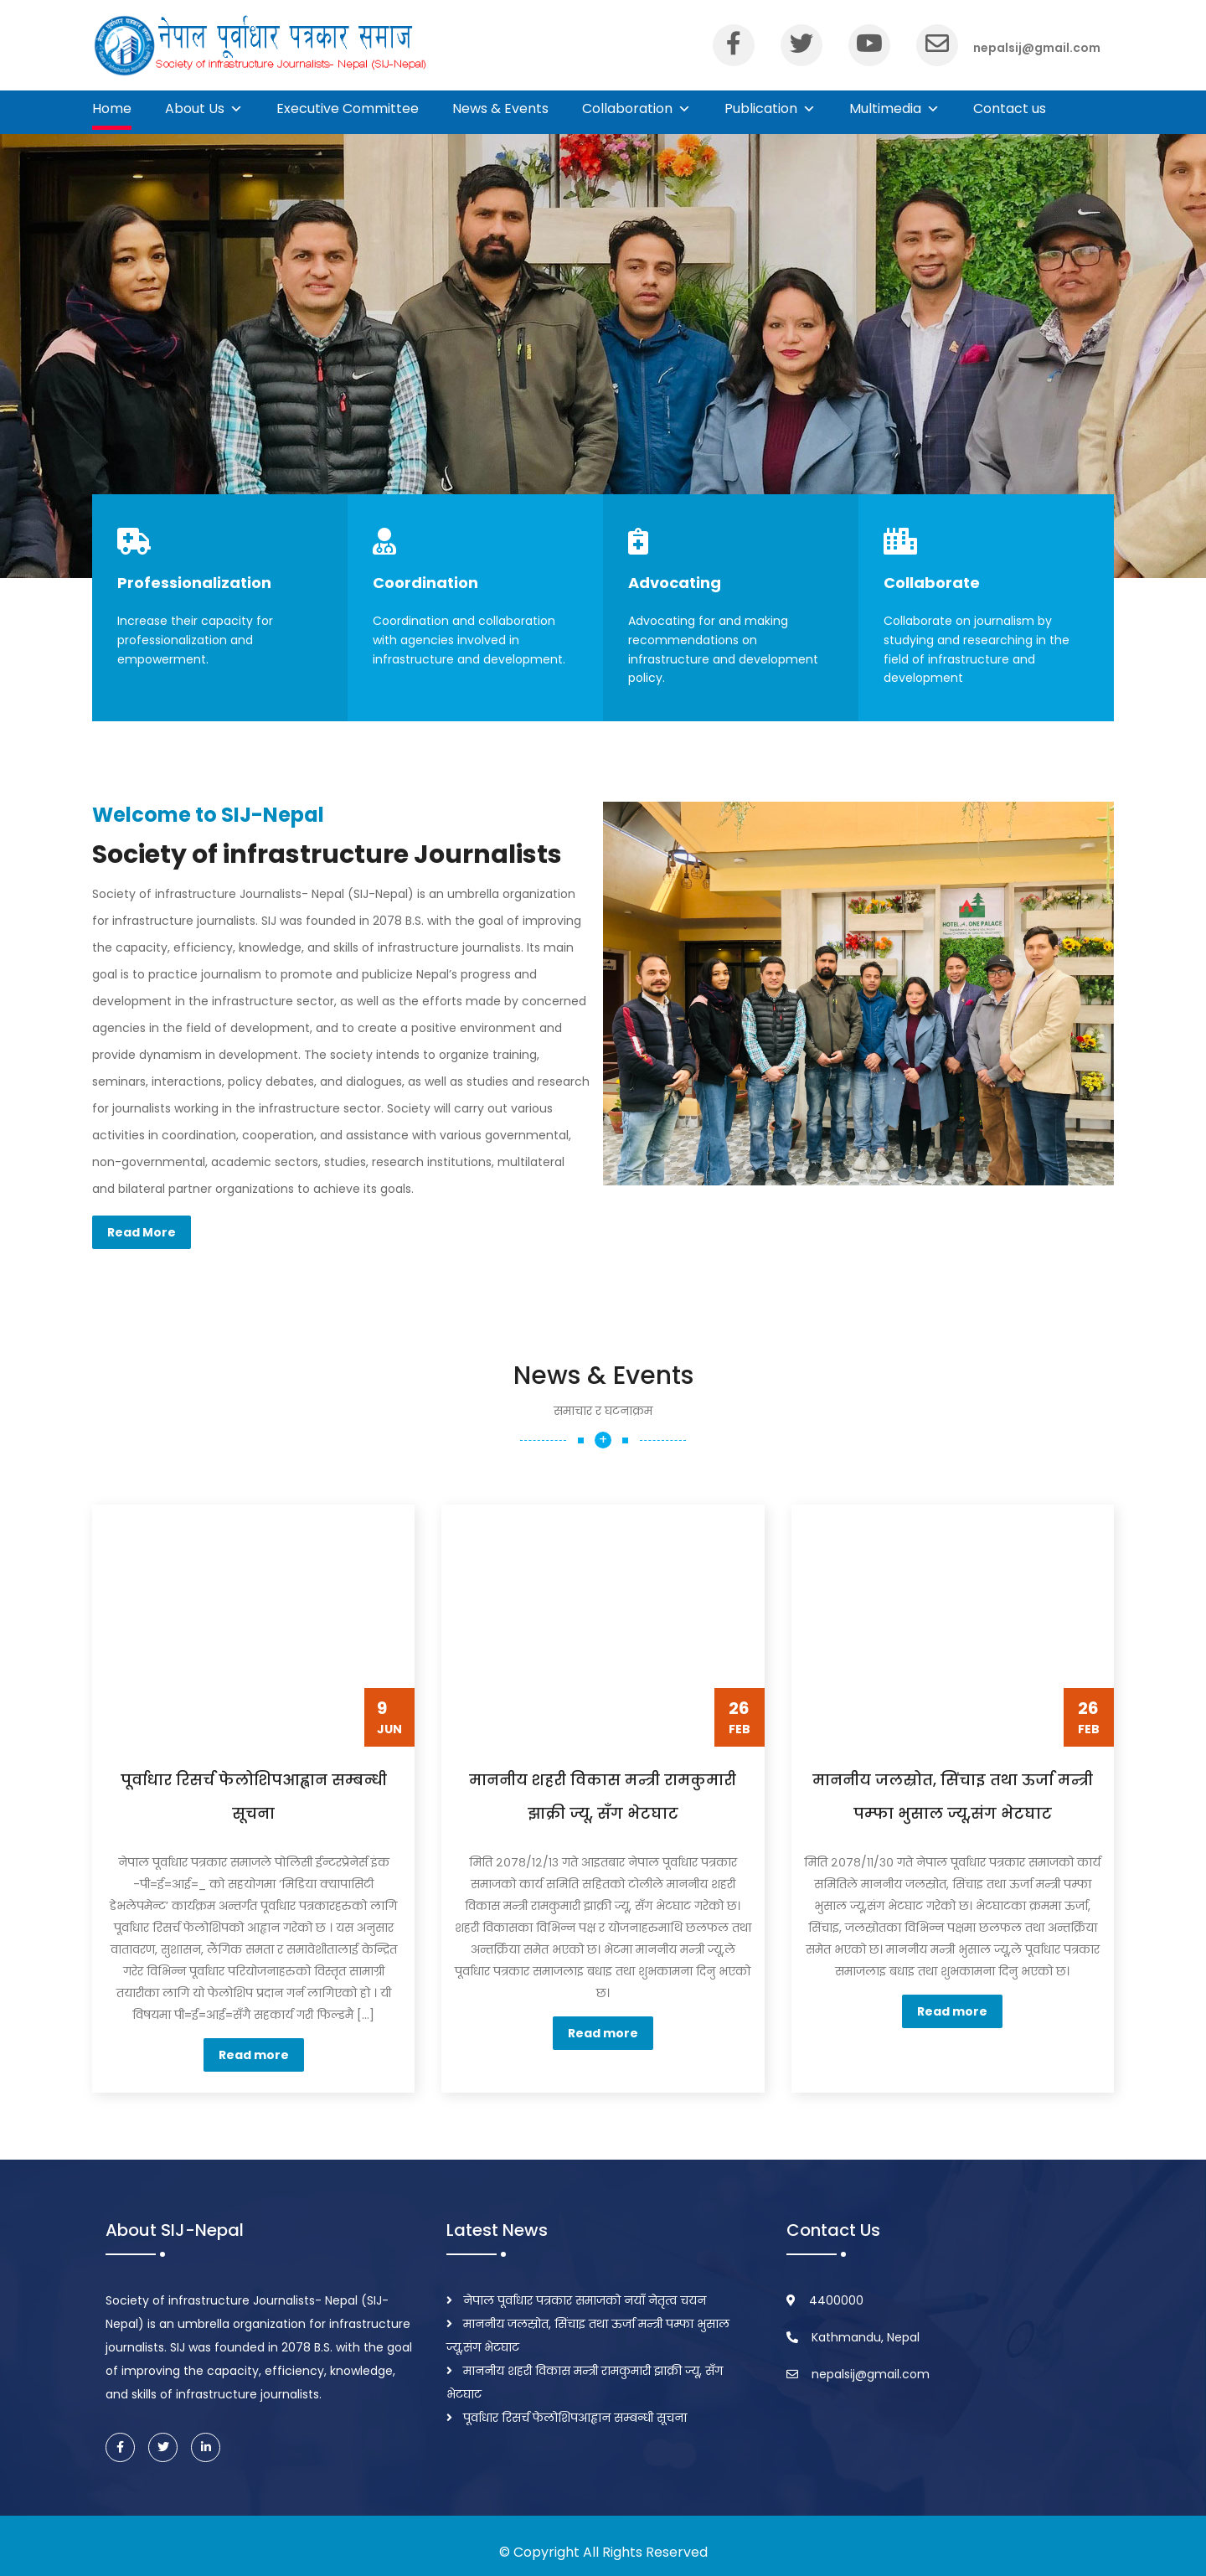 नेपाल पूर्वाधार पत्रकार समाज
Society of infrastructure Journalists- Nepal (SIJ-Nepal)
nepalsij@gmail.com
Home About Us Executive Committee News & Events Collaboration Publication Multimedia Contact us
Professionalization
Increase their capacity for
professionalization and
empowerment.
Coordination
Coordination and collaboration
with agencies involved in
infrastructure and development.
Advocating
Advocating for and making
recommendations on
infrastructure and development
policy.
Collaborate
Collaborate on journalism by
studying and researching in the
field of infrastructure and
development
Welcome to SIJ-Nepal
Society of infrastructure Journalists
Society of infrastructure Journalists- Nepal (SIJ-Nepal) is an umbrella organization
for infrastructure journalists. SIJ was founded in 2078 B.S. with the goal of improving
the capacity, efficiency, knowledge, and skills of infrastructure journalists. Its main
goal is to practice journalism to promote and publicize Nepal's progress and
development in the infrastructure sector, as well as the efforts made by concerned
agencies in the field of development, and to create a positive environment and
provide dynamism in development. The society intends to organize training,
seminars, interactions, policy debates, and dialogues, as well as studies and research
for journalists working in the infrastructure sector. Society will carry out various
activities in coordination, cooperation, and assistance with various governmental,
non-governmental, academic sectors, studies, research institutions, multilateral
and bilateral partner organizations to achieve its goals.
Read More
News & Events
समाचार र घटनाक्रम
9
JUN
पूर्वाधार रिसर्च फेलोशिपआह्वान सम्बन्धी
सूचना
नेपाल पूर्वाधार पत्रकार समाजले पोलिसी ईन्टरप्रेनेर्स इंक
-पी=ई=आई=_ को सहयोगमा 'मिडिया क्यापासिटी
डेभलेपमेन्ट' कार्यक्रम अन्तर्गत पूर्वाधार पत्रकारहरुको लागि
पूर्वाधार रिसर्च फेलोशिपको आह्वान गरेको छ । यस अनुसार
वातावरण, सुशासन, लैंगिक समता र समावेशीतालाई केन्द्रित
गरेर विभिन्न पूर्वाधार परियोजनाहरुको विस्तृत सामाग्री
तयारीका लागि यो फेलोशिप प्रदान गर्न लागिएको हो । यी
विषयमा पी=ई=आई=सँगै सहकार्य गरी फिल्डमै [...]
Read more
26
FEB
माननीय शहरी विकास मन्त्री रामकुमारी
झाक्री ज्यू, सँग भेटघाट
मिति २०७८/१२/१३ गते आइतबार नेपाल पूर्वाधार पत्रकार
समाजको कार्य समिति सहितको टोलीले माननीय शहरी
विकास मन्त्री रामकुमारी झाक्री ज्यू, सँग भेटघाट गरेको छ।
शहरी विकासका विभिन्न पक्ष र योजनाहरुमाथि छलफल तथा
अन्तर्क्रिया समेत भएको छ। भेटमा माननीय मन्त्री ज्यू,ले
पूर्वाधार पत्रकार समाजलाइ बधाइ तथा शुभकामना दिनु भएको
छ।
Read more
26
FEB
माननीय जलस्रोत, सिंचाइ तथा ऊर्जा मन्त्री
पम्फा भुसाल ज्यू,संग भेटघाट
मिति २०७८/११/३० गते नेपाल पूर्वाधार पत्रकार समाजको कार्य
समितिले माननीय जलस्रोत, सिंचाइ तथा ऊर्जा मन्त्री पम्फा
भुसाल ज्यू,संग भेटघाट गरेको छ। भेटघाटका क्रममा ऊर्जा,
सिंचाइ, जलस्रोतका विभिन्न पक्षमा छलफल तथा अन्तर्क्रिया
समेत भएको छ। माननीय मन्त्री भुसाल ज्यू,ले पूर्वाधार पत्रकार
समाजलाइ बधाइ तथा शुभकामना दिनु भएको छ।
Read more
About SIJ-Nepal
Society of infrastructure Journalists- Nepal (SIJ-
Nepal) is an umbrella organization for infrastructure
journalists. SIJ was founded in 2078 B.S. with the goal
of improving the capacity, efficiency, knowledge,
and skills of infrastructure journalists.
Latest News
नेपाल पूर्वाधार पत्रकार समाजको नयाँ नेतृत्व चयन
माननीय जलस्रोत, सिंचाइ तथा ऊर्जा मन्त्री पम्फा भुसाल
ज्यू,संग भेटघाट
माननीय शहरी विकास मन्त्री रामकुमारी झाक्री ज्यू, सँग
भेटघाट
पूर्वाधार रिसर्च फेलोशिपआह्वान सम्बन्धी सूचना
Contact Us
4400000
Kathmandu, Nepal
nepalsij@gmail.com
© Copyright All Rights Reserved